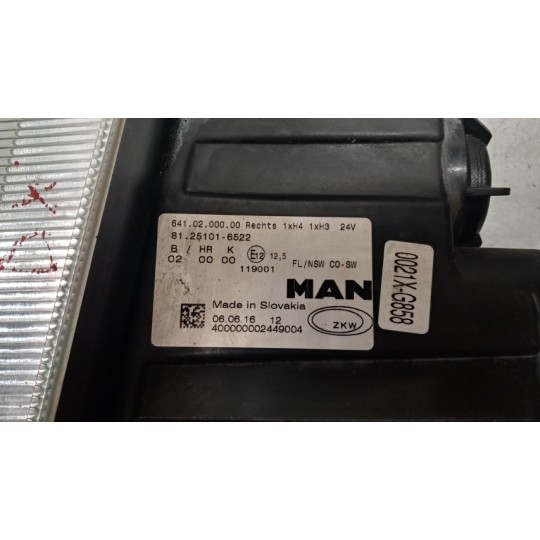 641.02.000.00 Rechts 1xH4 1xH3 24V
81.25101-6522
B / HR K E12 12,5
02 00 00
119001 FL/NSW CO-SW
MAN
Made in Slovakia
06.06.16 12
400000002449004
ZKW
0021X-G858